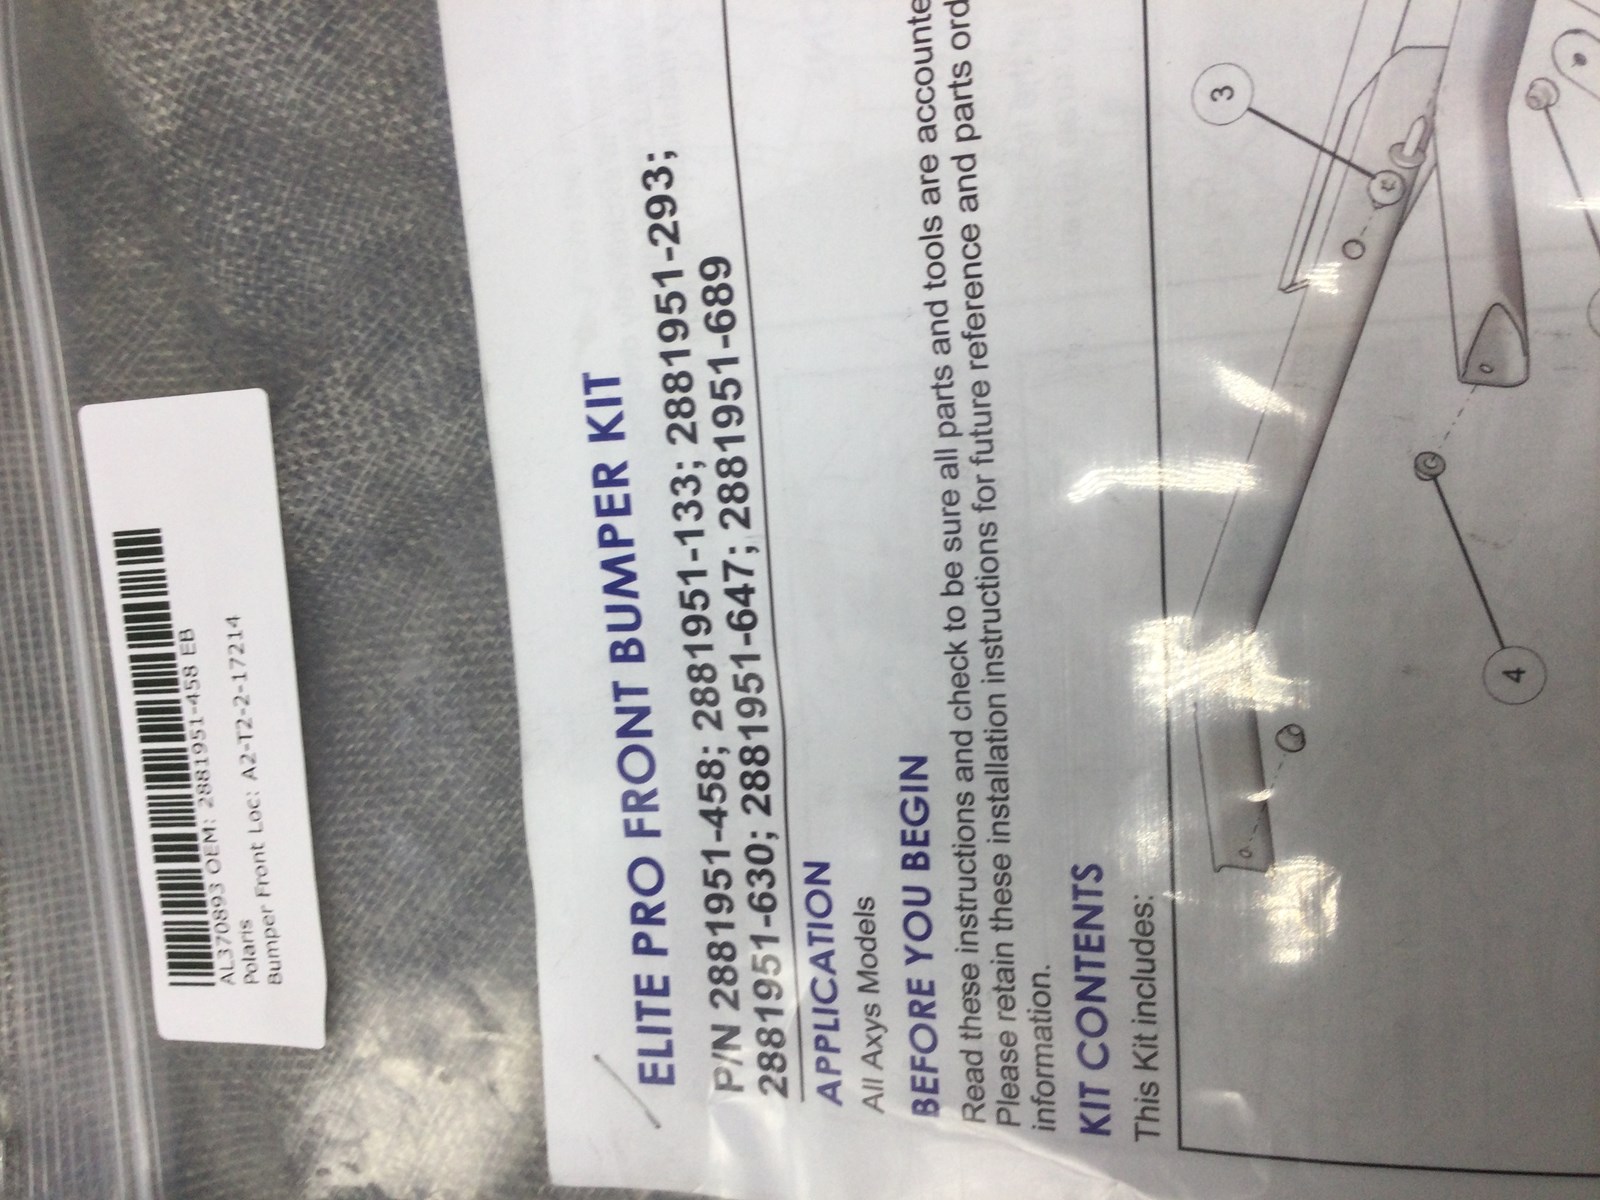 AL370893 OEM: 2881951-458 EB
Polaris
Bumper Front Loc: A2-T2-2-17214
ELITE PRO FRONT BUMPER KIT
P/N 2881951-458; 2881951-133; 2881951-293;
2881951-630; 2881951-647; 2881951-689
APPLICATION
All Axys Models
BEFORE YOU BEGIN
Read these instructions and check to be sure all parts and tools are accounte
Please retain these installation instructions for future reference and parts ord
information.
KIT CONTENTS
This Kit includes:
3
4